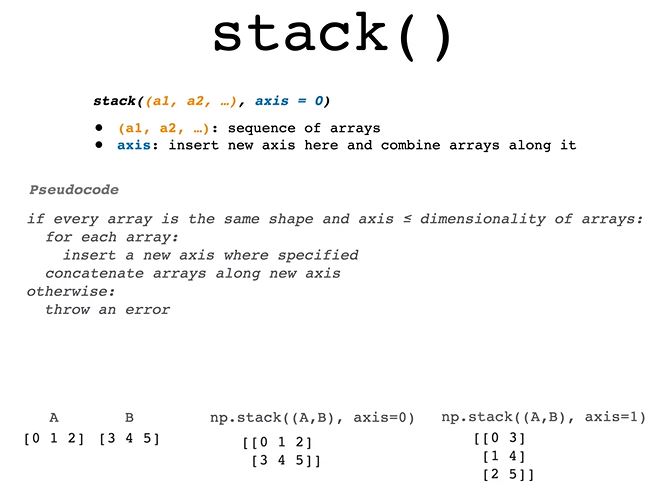 stack()
stack((a1, a2, …), axis = 0)
● (a1, a2, …): sequence of arrays
● axis: insert new axis here and combine arrays along it
Pseudocode
if every array is the same shape and axis ≤ dimensionality of arrays:
for each array:
insert a new axis where specified
concatenate arrays along new axis
otherwise:
throw an error
A B np.stack((A,B), axis=0) np.stack((A,B), axis=1)
[0 1 2] [3 4 5] [[0 1 2] [[0 3]
[3 4 5]] [1 4]
[2 5]]